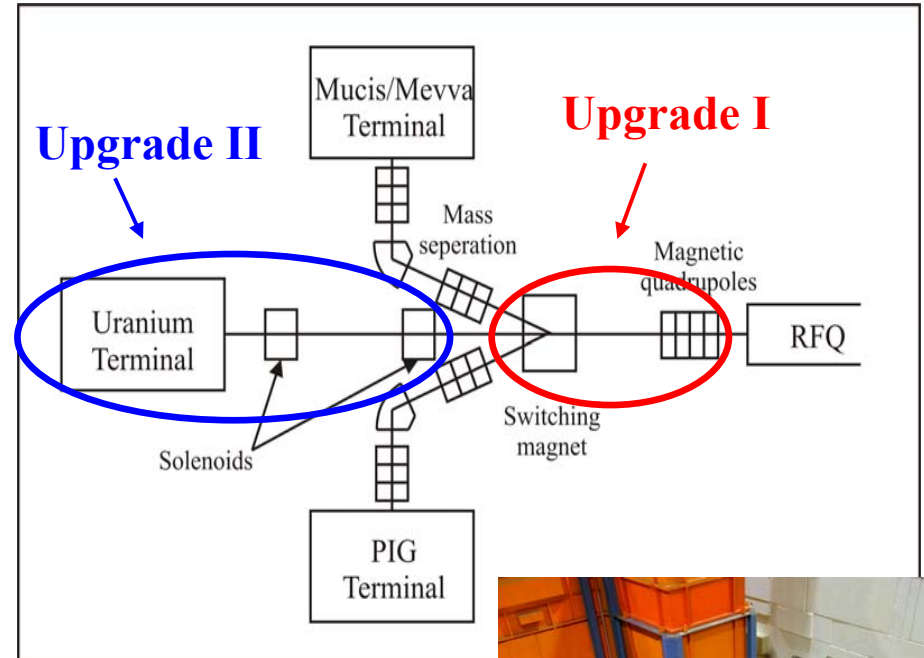 Mucis/Mevva
Terminal
Upgrade I
Upgrade II
Mass
seperation
Magnetic
quadrupoles
Uranium
Terminal
RFQ
Switching
magnet
Solenoids
PIG
Terminal